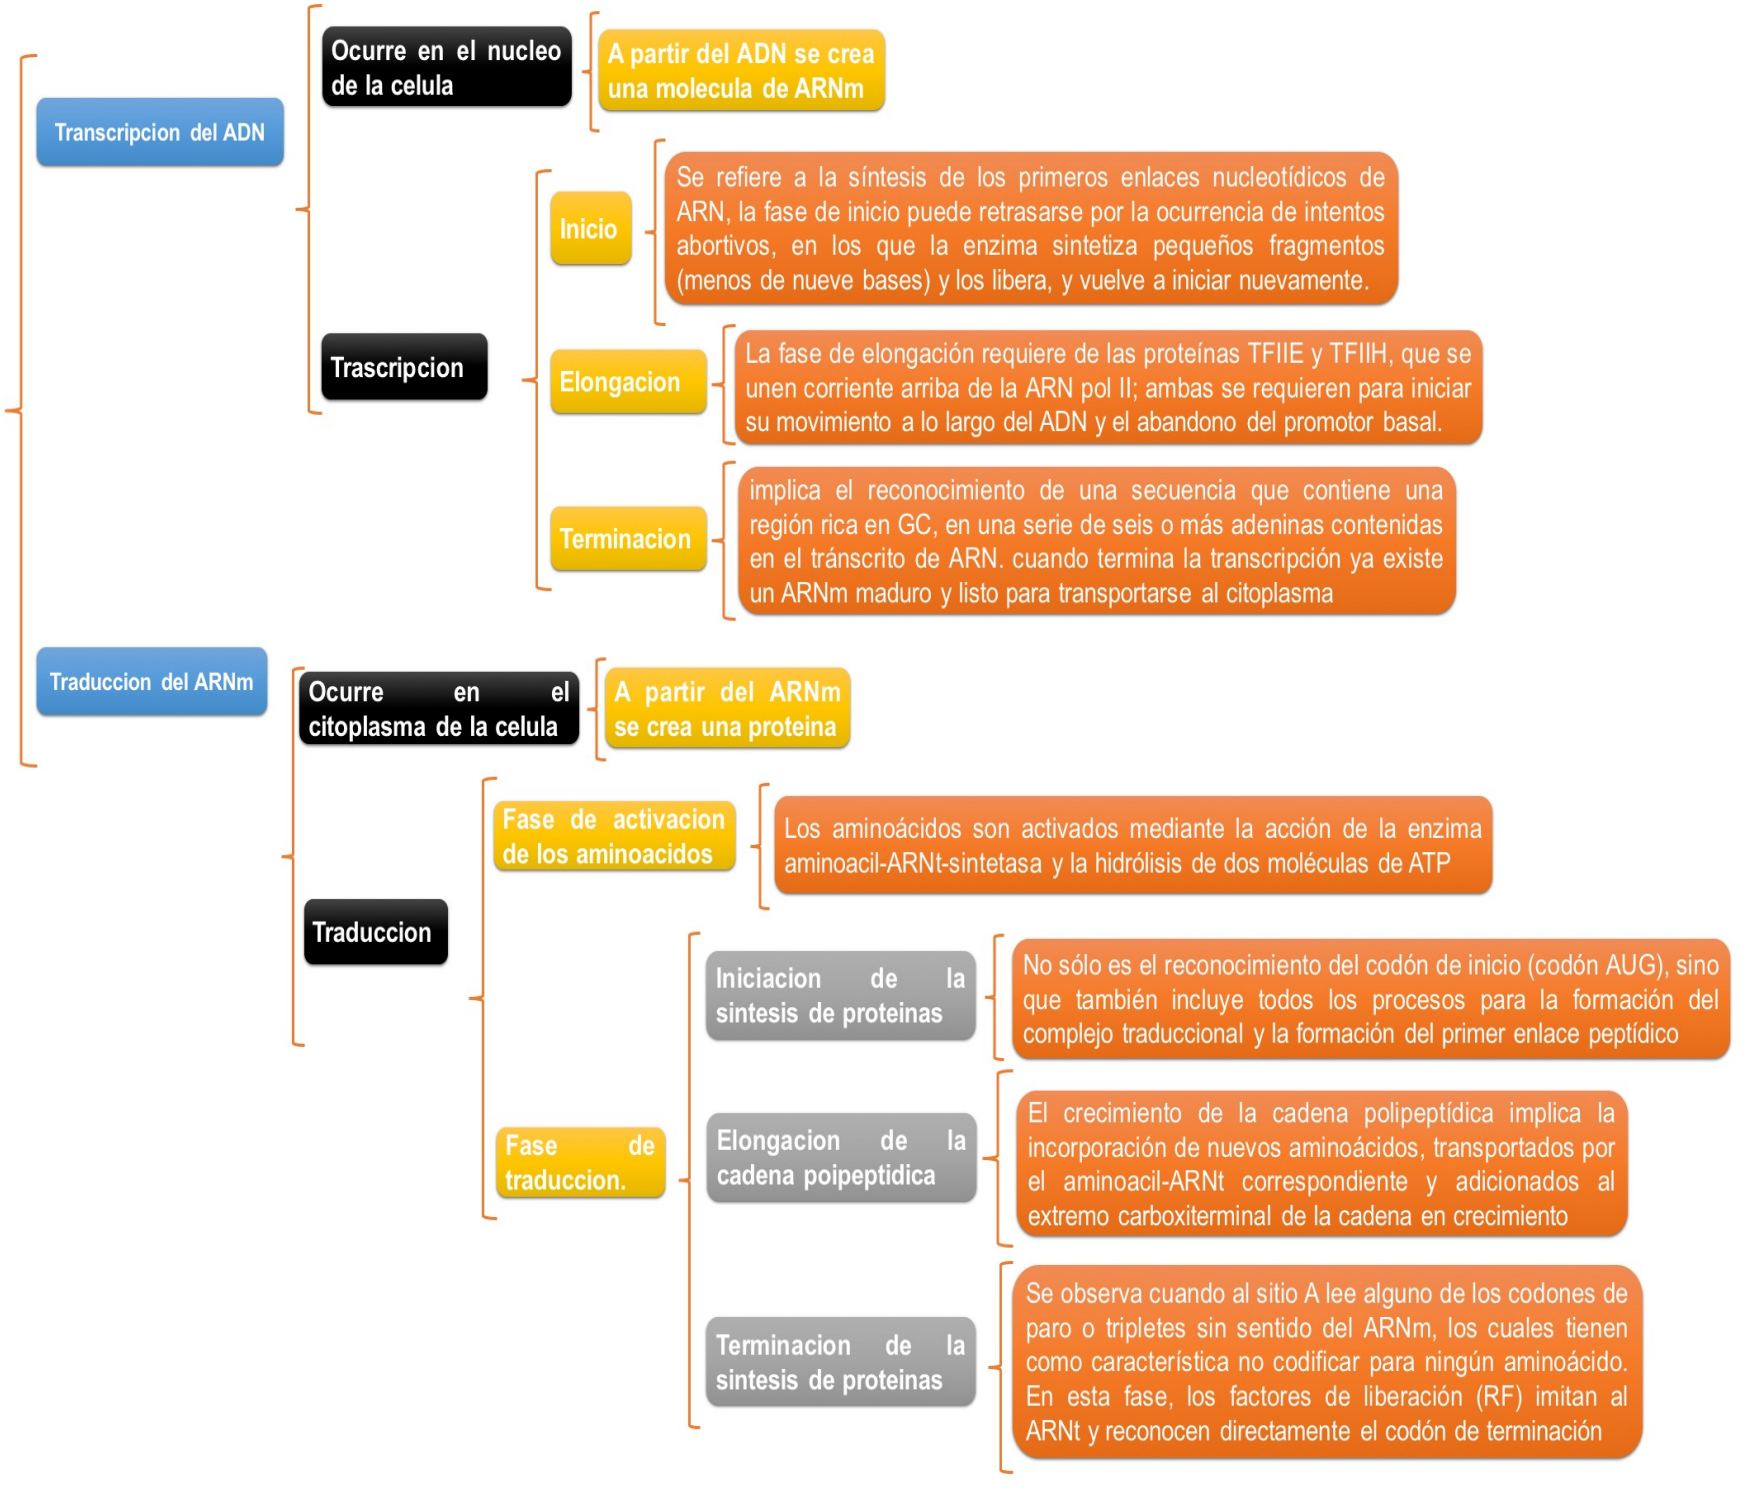 Transcripcion del ADN
Ocurre en el nucleo
de la celula
A partir del ADN se crea
una molecula de ARNm
Trascripcion
Inicio
Se refiere a la síntesis de los primeros enlaces nucleotídicos de
ARN, la fase de inicio puede retrasarse por la ocurrencia de intentos
abortivos, en los que la enzima sintetiza pequeños fragmentos
(menos de nueve bases) y los libera, y vuelve a iniciar nuevamente.
Elongacion
La fase de elongación requiere de las proteínas TFIIE y TFIIH, que se
unen corriente arriba de la ARN pol II; ambas se requieren para iniciar
su movimiento a lo largo del ADN y el abandono del promotor basal.
Terminacion
implica el reconocimiento de una secuencia que contiene una
región rica en GC, en una serie de seis o más adeninas contenidas
en el tránscrito de ARN. cuando termina la transcripción ya existe
un ARNm maduro y listo para transportarse al citoplasma
Traduccion del ARNm
Ocurre en el
citoplasma de la celula
A partir del ARNm
se crea una proteina
Traduccion
Fase de activacion
de los aminoacidos
Los aminoácidos son activados mediante la acción de la enzima
aminoacil-ARNt-sintetasa y la hidrólisis de dos moléculas de ATP
Fase de
traduccion.
Iniciacion de la
sintesis de proteinas
No sólo es el reconocimiento del codón de inicio (codón AUG), sino
que también incluye todos los procesos para la formación del
complejo traduccional y la formación del primer enlace peptídico
Elongacion de la
cadena poipeptidica
El crecimiento de la cadena polipeptídica implica la
incorporación de nuevos aminoácidos, transportados por
el aminoacil-ARNt correspondiente y adicionados al
extremo carboxiterminal de la cadena en crecimiento
Terminacion de la
sintesis de proteinas
Se observa cuando al sitio A lee alguno de los codones de
paro o tripletes sin sentido del ARNm, los cuales tienen
como característica no codificar para ningún aminoácido.
En esta fase, los factores de liberación (RF) imitan al
ARNt y reconocen directamente el codón de terminación